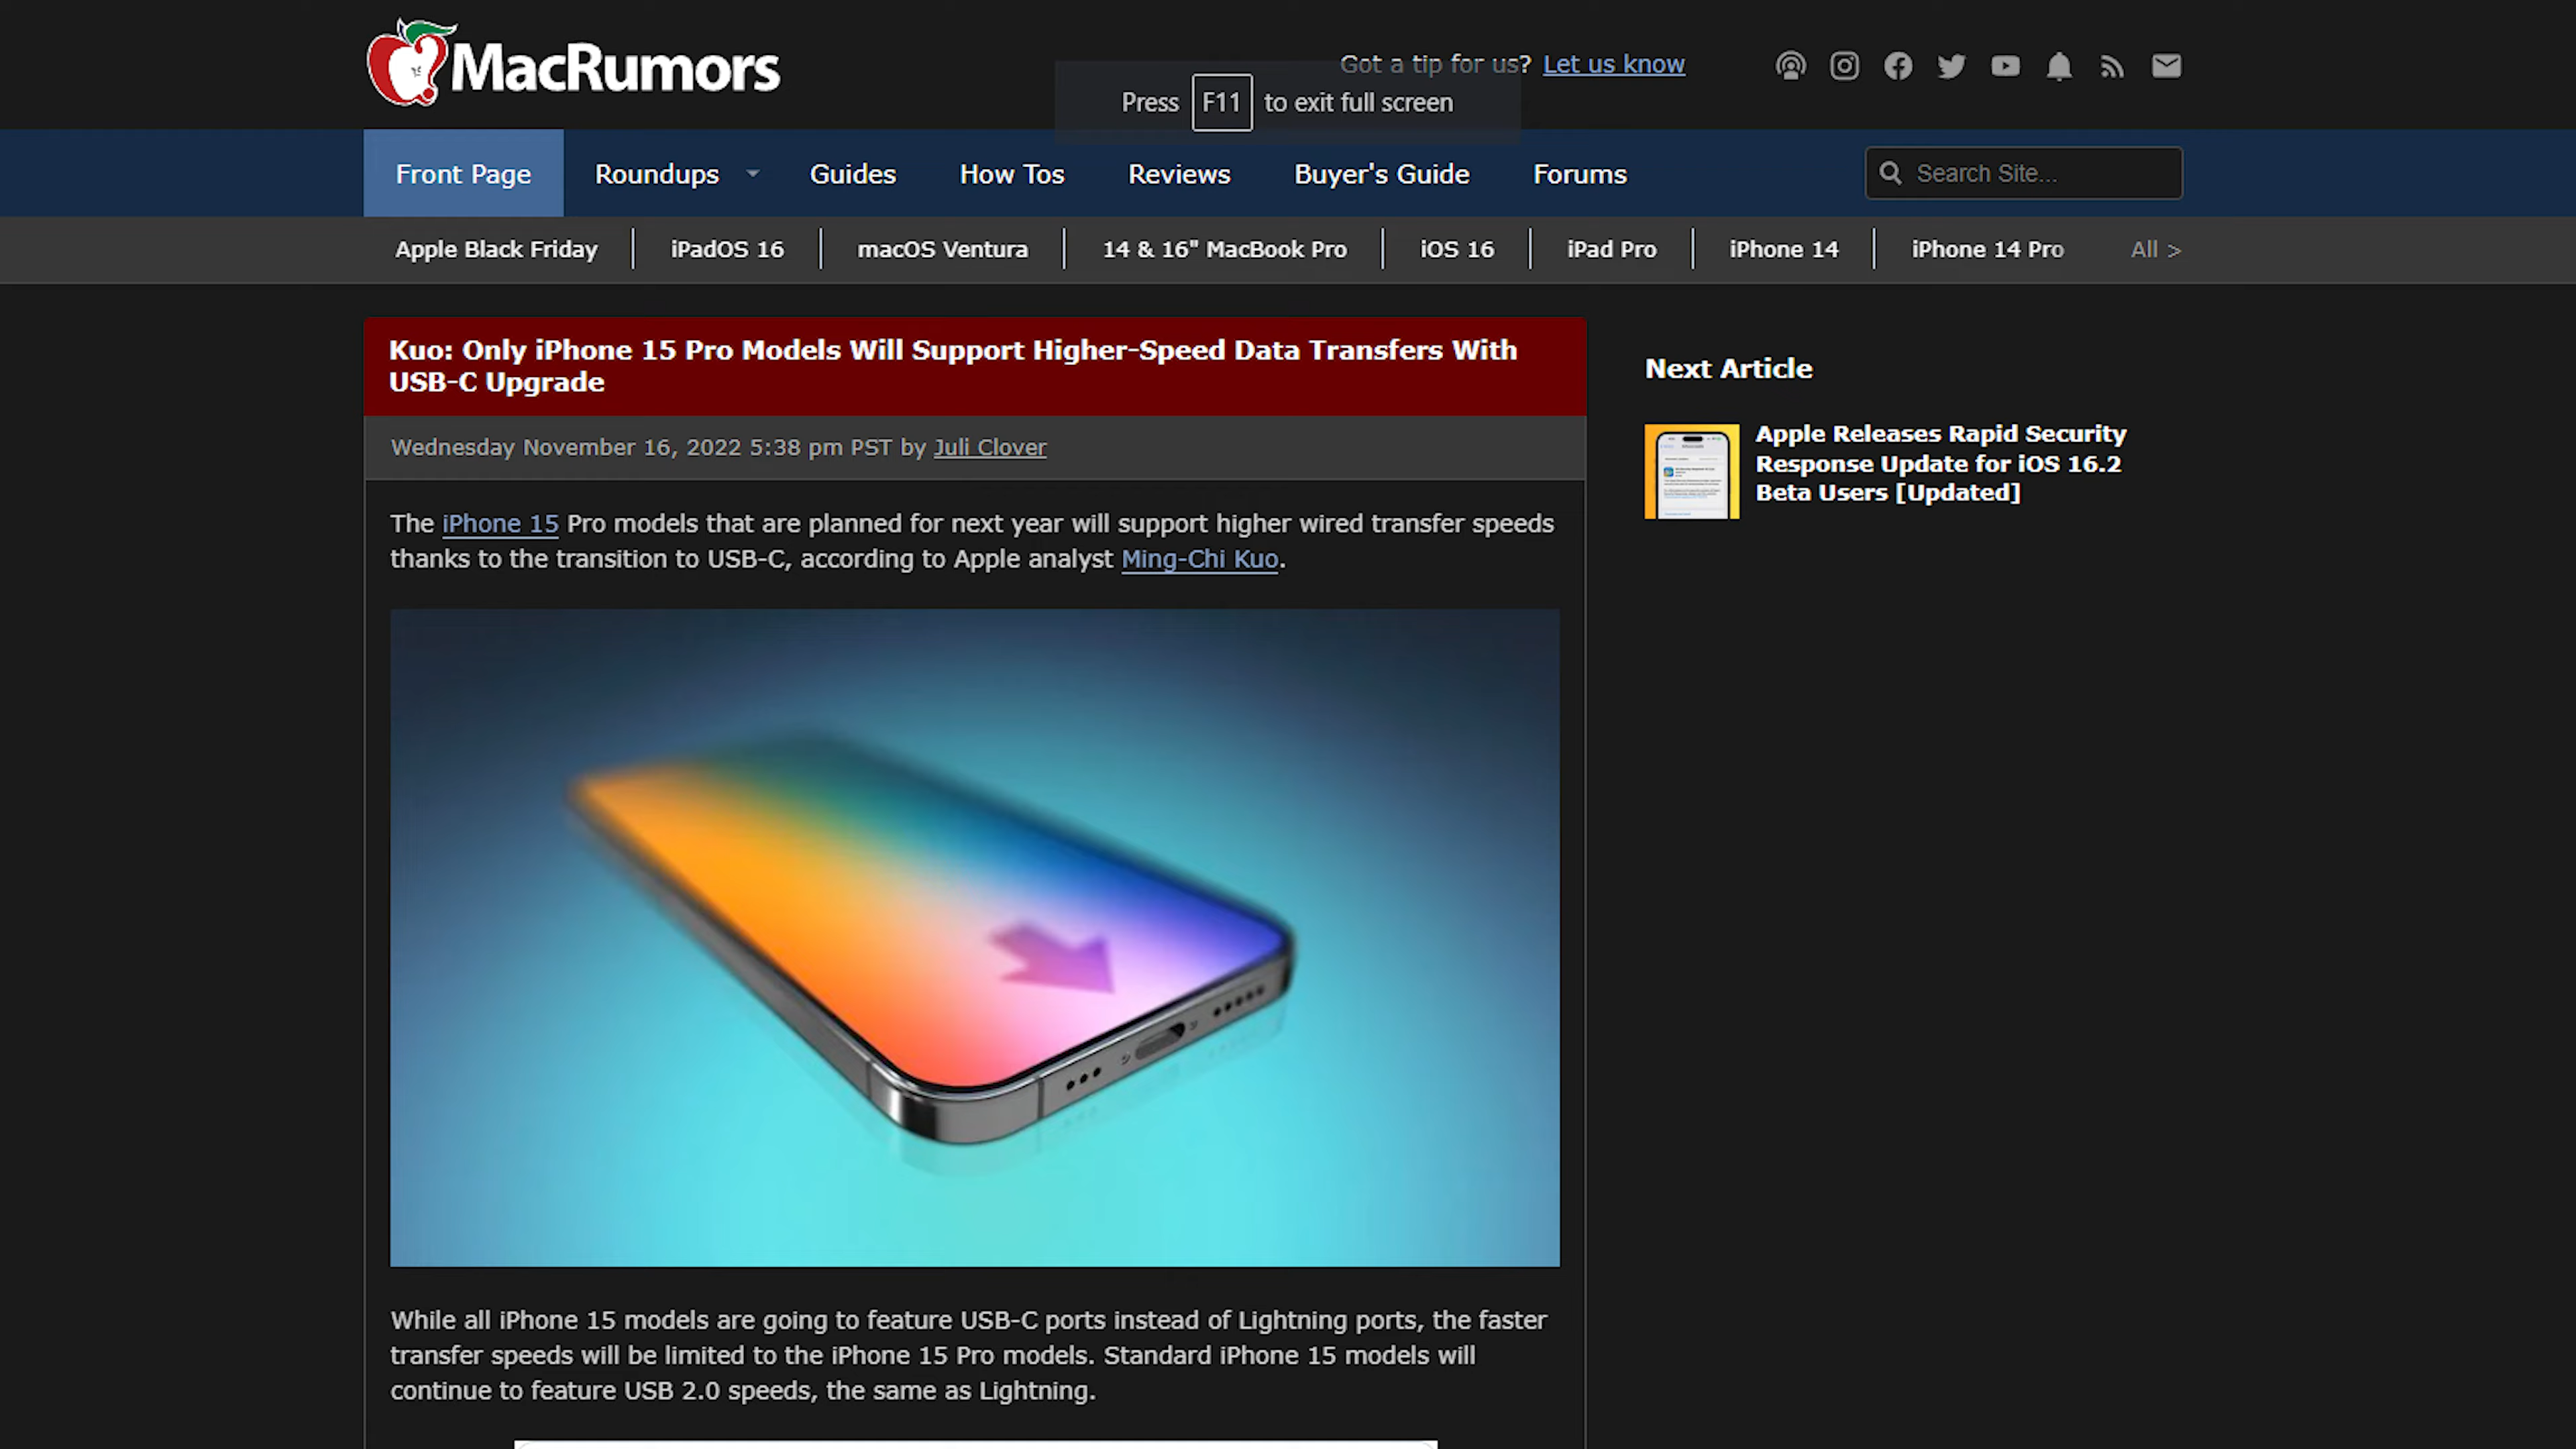 MacRumors
Got a tip for us? Let us know
Press F11 to exit full screen
Front Page Roundups Guides How Tos Reviews Buyer's Guide Forums Search Site...
Apple Black Friday iPadOS 16 macOS Ventura 14 & 16" MacBook Pro iOS 16 iPad Pro iPhone 14 iPhone 14 Pro All >
Kuo: Only iPhone 15 Pro Models Will Support Higher-Speed Data Transfers With
USB-C Upgrade
Wednesday November 16, 2022 5:38 pm PST by Juli Clover
The iPhone 15 Pro models that are planned for next year will support higher wired transfer speeds
thanks to the transition to USB-C, according to Apple analyst Ming-Chi Kuo.
While all iPhone 15 models are going to feature USB-C ports instead of Lightning ports, the faster
transfer speeds will be limited to the iPhone 15 Pro models. Standard iPhone 15 models will
continue to feature USB 2.0 speeds, the same as Lightning.
Next Article
Apple Releases Rapid Security
Response Update for iOS 16.2
Beta Users [Updated]